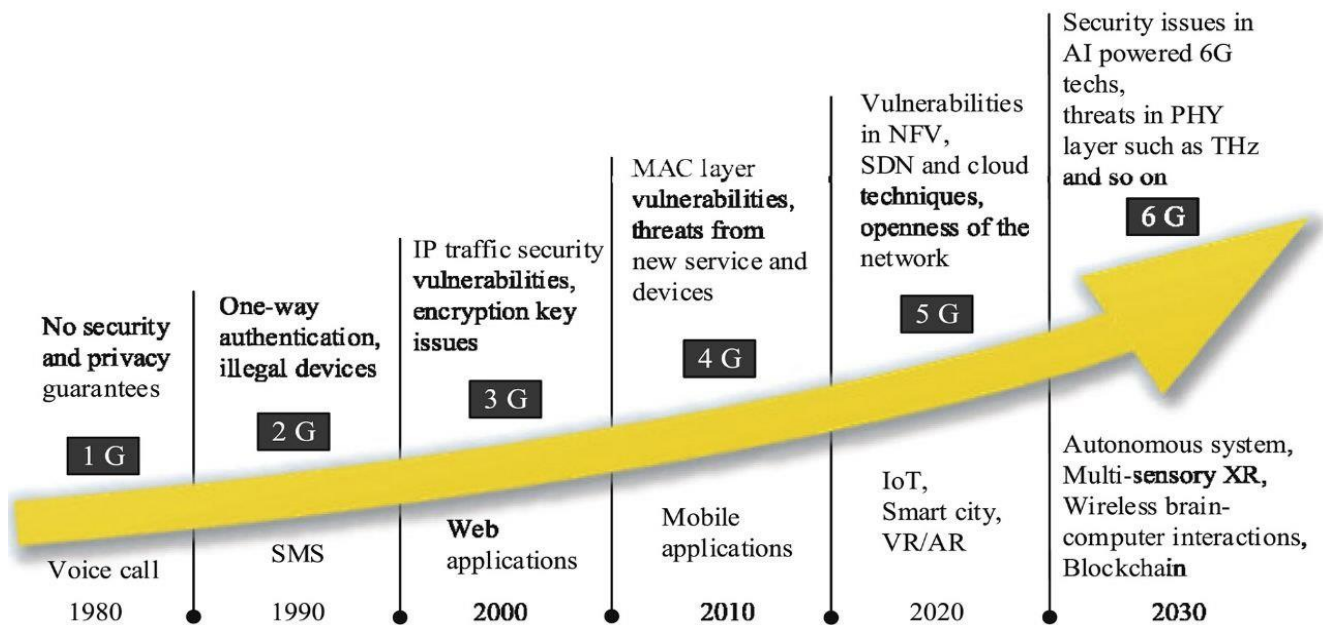 No security
and privacy
guarantees
1 G
Voice call
1980
One-way
authentication,
illegal devices
2 G
SMS
1990
IP traffic security
vulnerabilities,
encryption key
issues
3 G
Web
applications
2000
MAC layer
vulnerabilities,
threats from
new service and
devices
4 G
Mobile
applications
2010
Vulnerabilities
in NFV,
SDN and cloud
techniques,
openness of the
network
5 G
IoT,
Smart city,
VR/AR
2020
Security issues in
AI powered 6G
techs,
threats in PHY
layer such as THz
and so on
6 G
Autonomous system,
Multi-sensory XR,
Wireless brain-
computer interactions,
Blockchain
2030